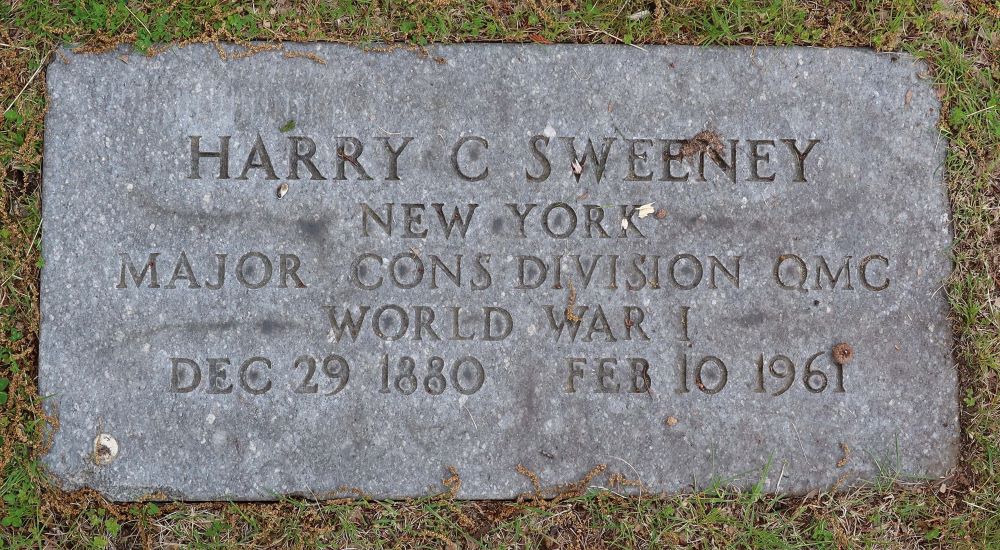 HARRY C SWEENEY
NEW YORK
MAJOR CONS DIVISION QMC
WORLD WAR I
DEC 29 1880 FEB 10 1961